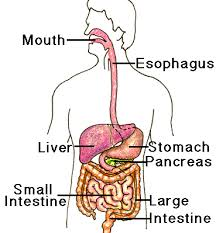 Mouth
Esophagus
Liver
Stomach
Pancreas
Small
Intestine
Large
Intestine